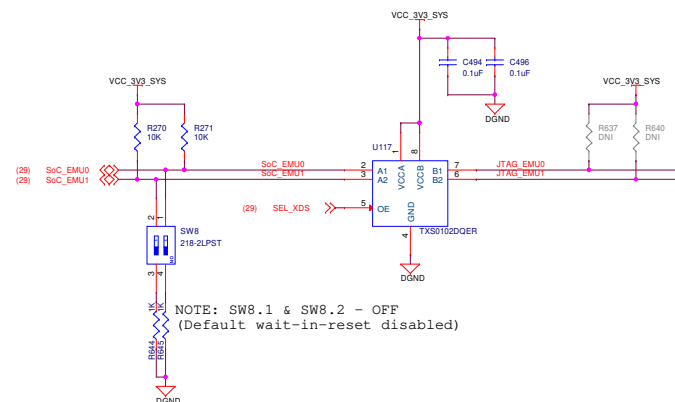 VCC_3V3_SYS
C494
0.1uF
C496
0.1uF
DGND
VCC_3V3_SYS
R270
10K
R271
10K
VCC_3V3_SYS
R637
DNI
R640
DNI
U117
1
8
VCCA
VCCB
(29) SoC_EMU0
SoC_EMU0
2
A1
B1
7
JTAG_EMU0
(29) SoC_EMU1
SoC_EMU1
3
A2
B2
6
JTAG_EMU1
(29) SEL_XDS
5
OE
GND
TXS0102DQER
4
DGND
2
1
SW8
218-2LPST
NO
3
4
1K
1K
R644
R645
NOTE: SW8.1 & SW8.2 - OFF
(Default wait-in-reset disabled)
DGND